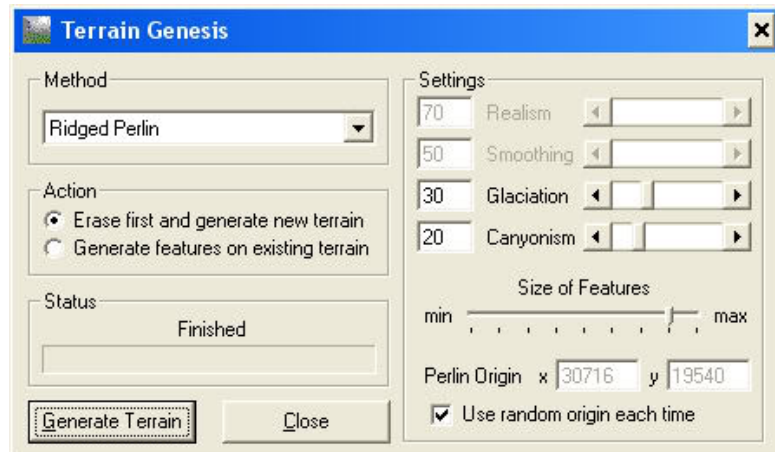 Terrain Genesis
Method
Ridged Perlin
Action
Erase first and generate new terrain
Generate features on existing terrain
Status
Finished
Generate Terrain
Close
Settings
70 Realism
50 Smoothing
30 Glaciation
20 Canyonism
Size of Features
min max
Perlin Origin x 30716 y 19540
Use random origin each time